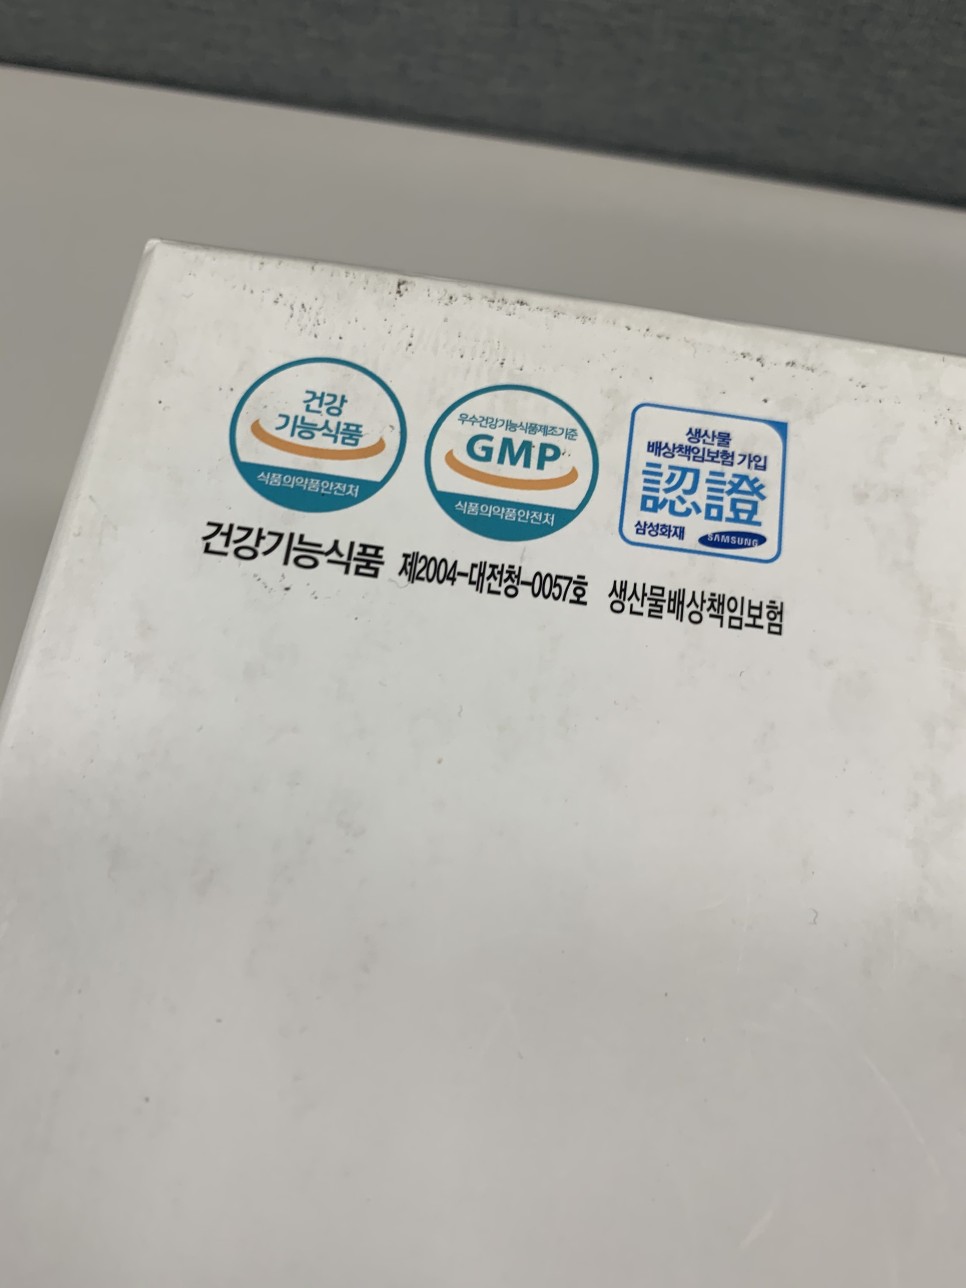 건강
기능식품
식품의약품안전처
건강기능식품
우수건강기능식품제조기준
GMP
식품의약품안전처
제2004-대전청-0057호
생산물
배상책임보험 가입
認證
삼성화재 SAMSUNG
생산물배상책임보험